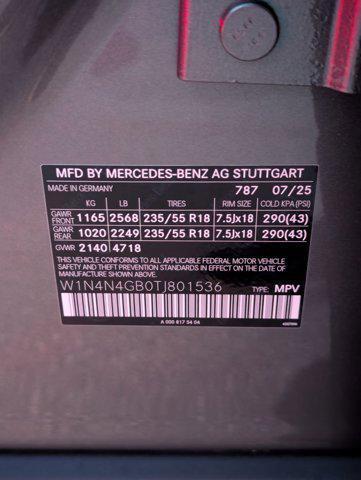 MFD BY MERCEDES-BENZ AG STUTTGART
MADE IN GERMANY 787 07/25
KG LB TIRES RIM SIZE COLD KPA (PSI)
GAWR FRONT 1165 2568 235/55 R18 7.5Jx18 290(43)
GAWR REAR 1020 2249 235/55 R18 7.5Jx18 290(43)
GVWR 2140 4718
THIS VEHICLE CONFORMS TO ALL APPLICABLE FEDERAL MOTOR VEHICLE
SAFETY BUMPER, AND THEFT PREVENTION STANDARDS IN EFFECT ON THE
DATE OF MANUFACTURE SHOWN ABOVE.
W1N4N4GB0TJ801536 TYPE: MPV
A 000 817 54 04